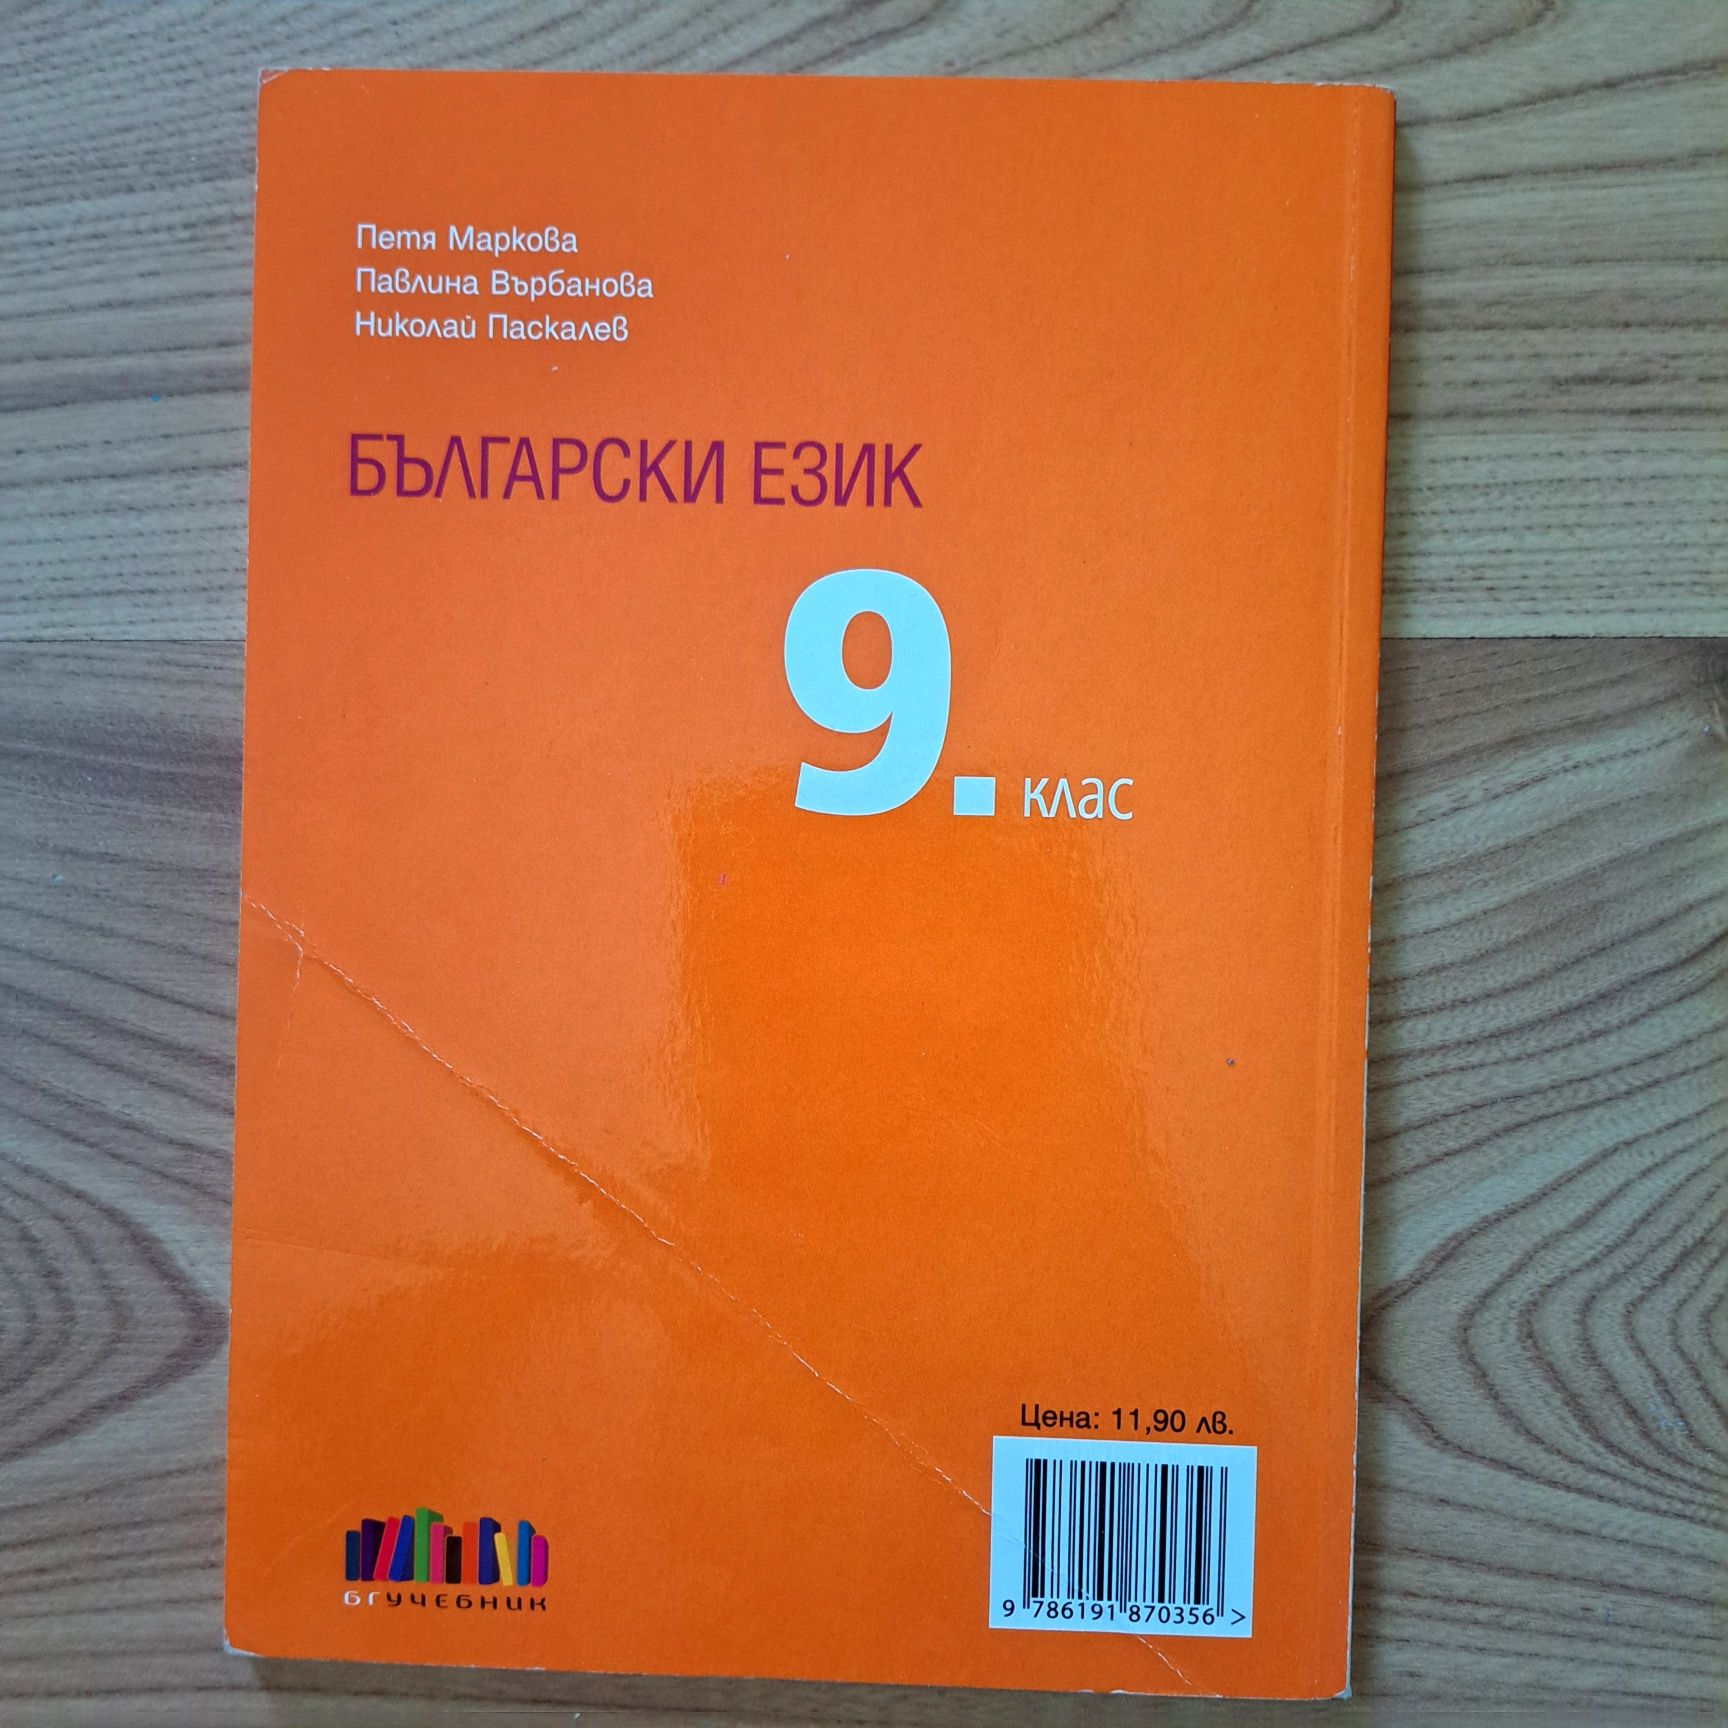 Петя Маркова
Павлина Върбанова
Николай Паскалев
БЪЛГАРСКИ ЕЗИК
9. клас
Цена: 11,90 лв.
9 786191 870356 >
БГУЧЕБНИК